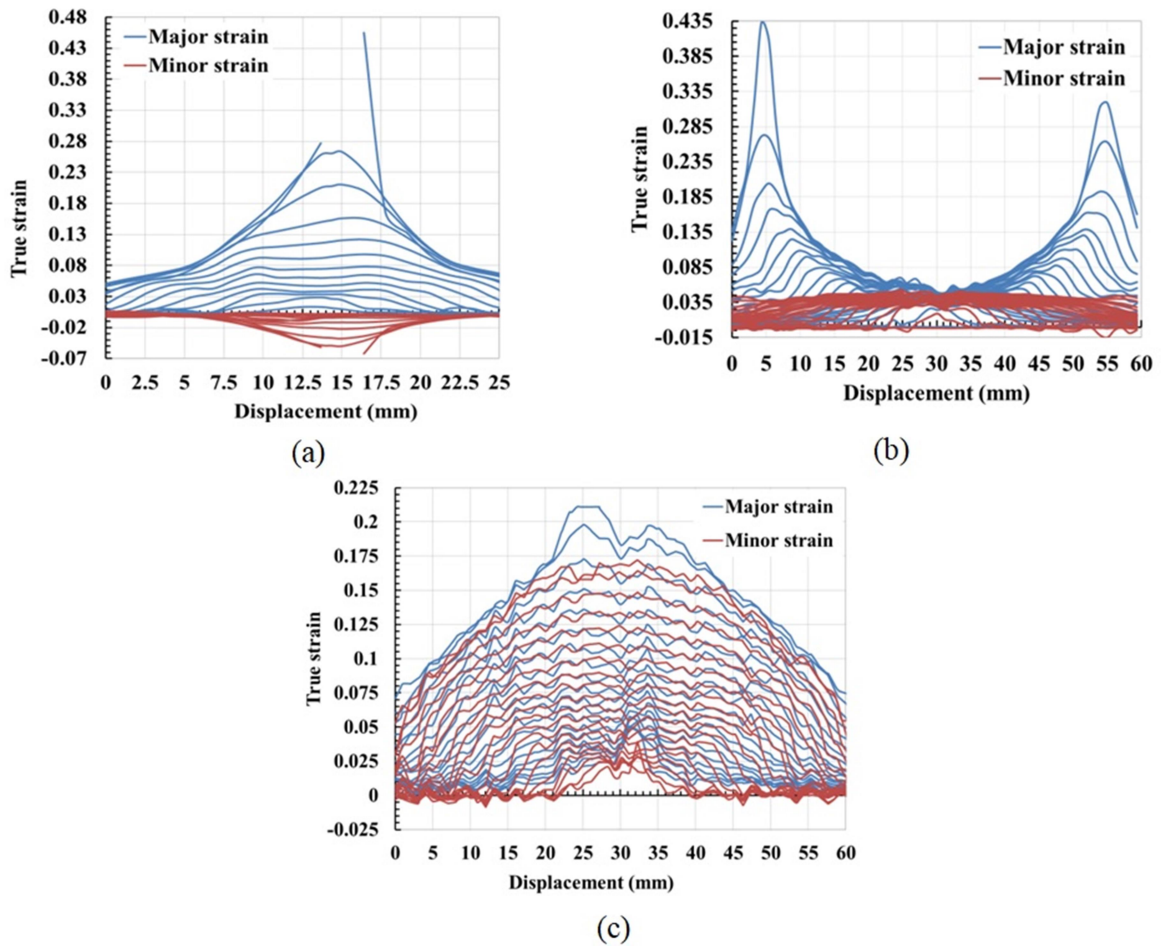 0.48
0.43
0.38
0.33
0.28
0.23
0.18
0.13
0.08
0.03
-0.02
-0.07
True strain
Major strain
Minor strain
0 2.5 5 7.5 10 12.5 15 17.5 20 22.5 25
Displacement (mm)
(a)
0.435
0.385
0.335
0.285
0.235
0.185
0.135
0.085
0.035
-0.015
True strain
Major strain
Minor strain
0 5 10 15 20 25 30 35 40 45 50 55 60
Displacement (mm)
(b)
0.225
0.2
0.175
0.15
0.125
0.1
0.075
0.05
0.025
0
-0.025
True strain
Major strain
Minor strain
0 5 10 15 20 25 30 35 40 45 50 55 60
Displacement (mm)
(c)